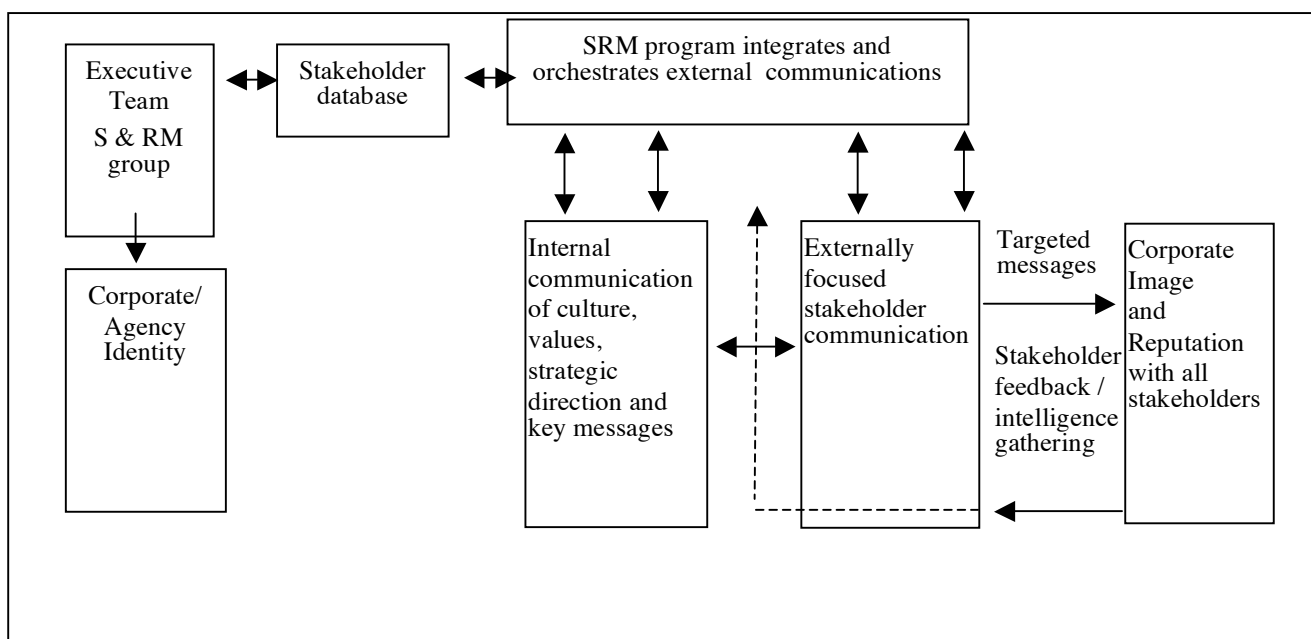 Executive
Team
S & RM
group
Stakeholder
database
SRM program integrates and
orchestrates external communications
Corporate/
Agency
Identity
Internal
communication
of culture,
values,
strategic
direction and
key messages
Externally
focused
stakeholder
communication
Targeted
messages
Stakeholder
feedback /
intelligence
gathering
Corporate
Image
and
Reputation
with all
stakeholders